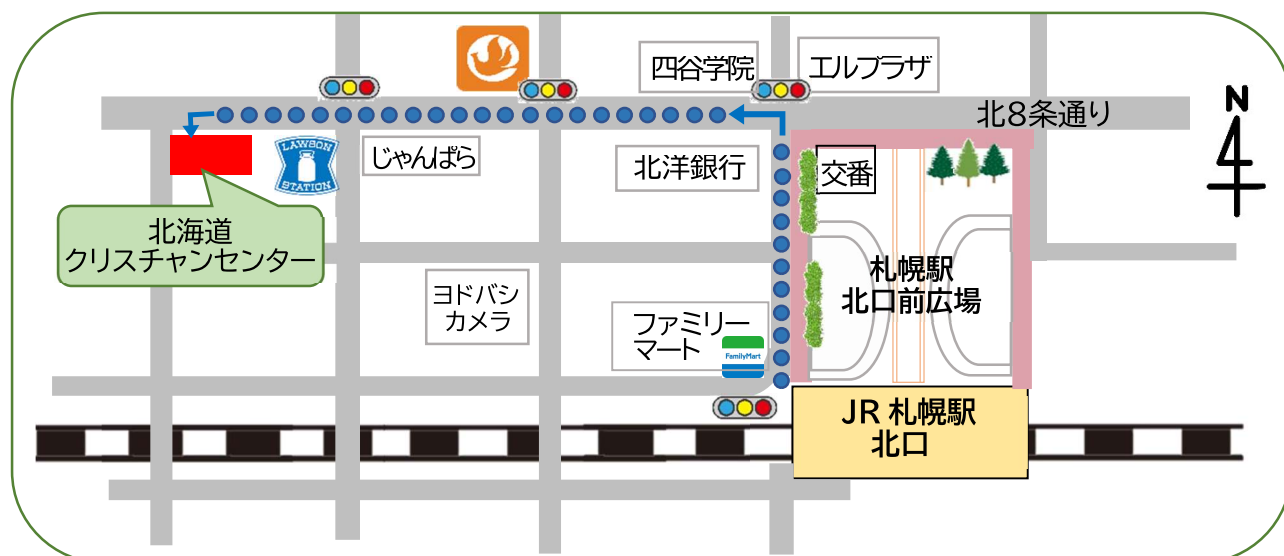 四谷学院
エルプラザ
北8条通り
N
LAWSON
STATION
じゃんぱら
北洋銀行
交番
北海道
クリスチャンセンター
札幌駅
北口前広場
ヨドバシ
カメラ
ファミリー
マート
FamilyMart
JR 札幌駅
北口